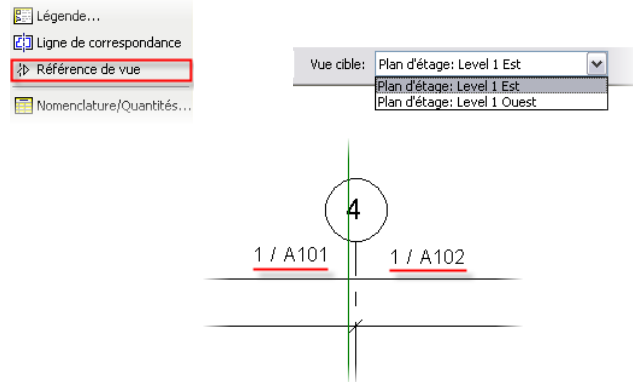 Légende...
Ligne de correspondance
Référence de vue
Nomenclature/Quantités...
Vue cible: Plan d'étage: Level 1 Est
Plan d'étage: Level 1 Est
Plan d'étage: Level 1 Ouest
4
1 / A101
1 / A102